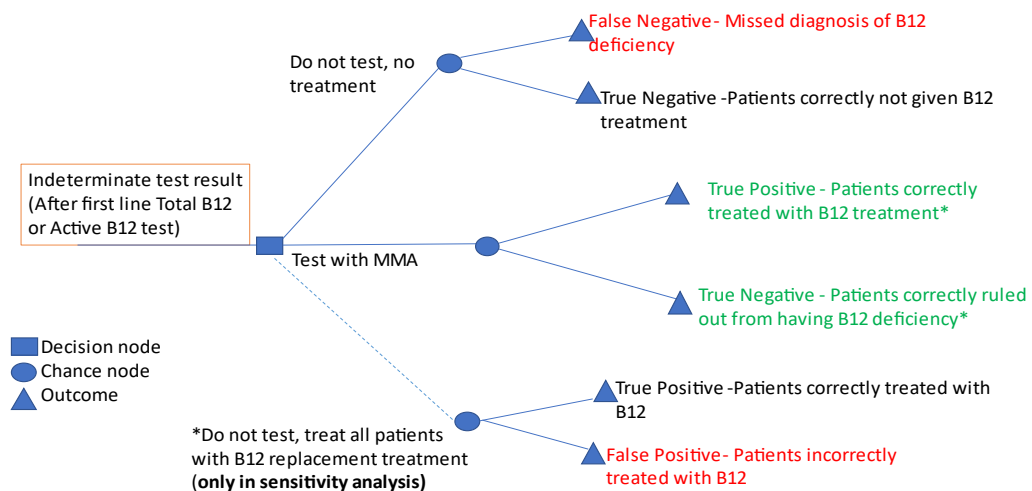 False Negative- Missed diagnosis of B12
deficiency
Do not test, no
treatment
True Negative -Patients correctly not given B12
treatment
Indeterminate test result
(After first line Total B12
or Active B12 test)
True Positive - Patients correctly
treated with B12 treatment*
Test with MMA
True Negative - Patients correctly ruled
out from having B12 deficiency*
Decision node
Chance node
Outcome
True Positive -Patients correctly treated with
B12
*Do not test, treat all patients
with B12 replacement treatment
(only in sensitivity analysis)
False Positive- Patients incorrectly
treated with B12